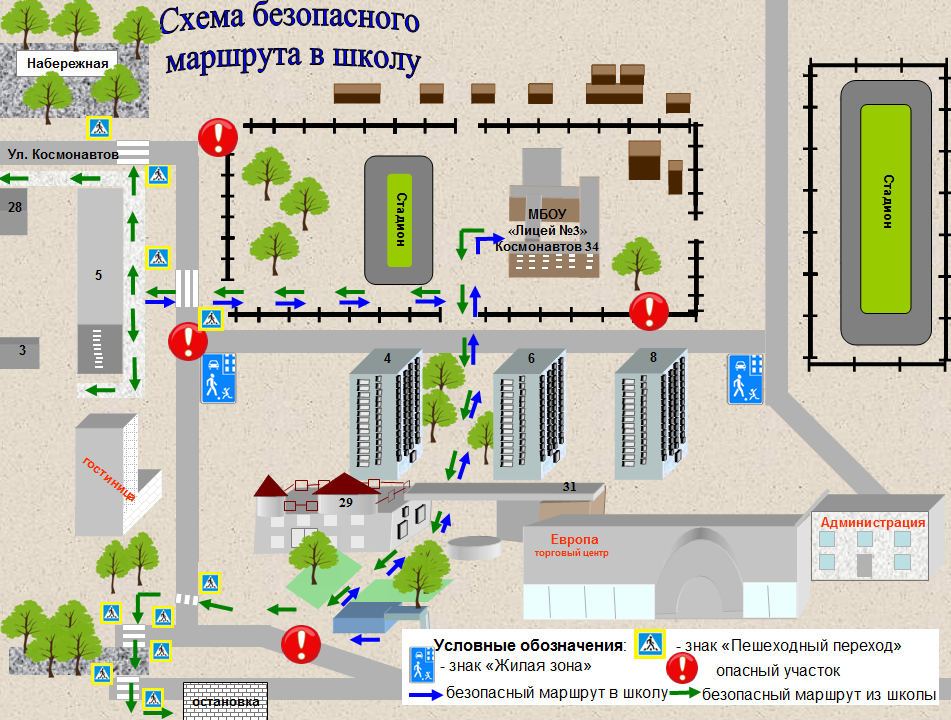 Схема безопасного
маршрута в школу
Набережная
Ул. Космонавтов
28
5
3
Стадион
МБОУ
«Лицей №3»
Космонавтов 34
Стадион
4
6
8
гостиница
29
31
Европа
торговый центр
Администрация
Условные обозначения:
- знак «Пешеходный переход»
- знак «Жилая зона»
опасный участок
безопасный маршрут в школу
безопасный маршрут из школы
остановка